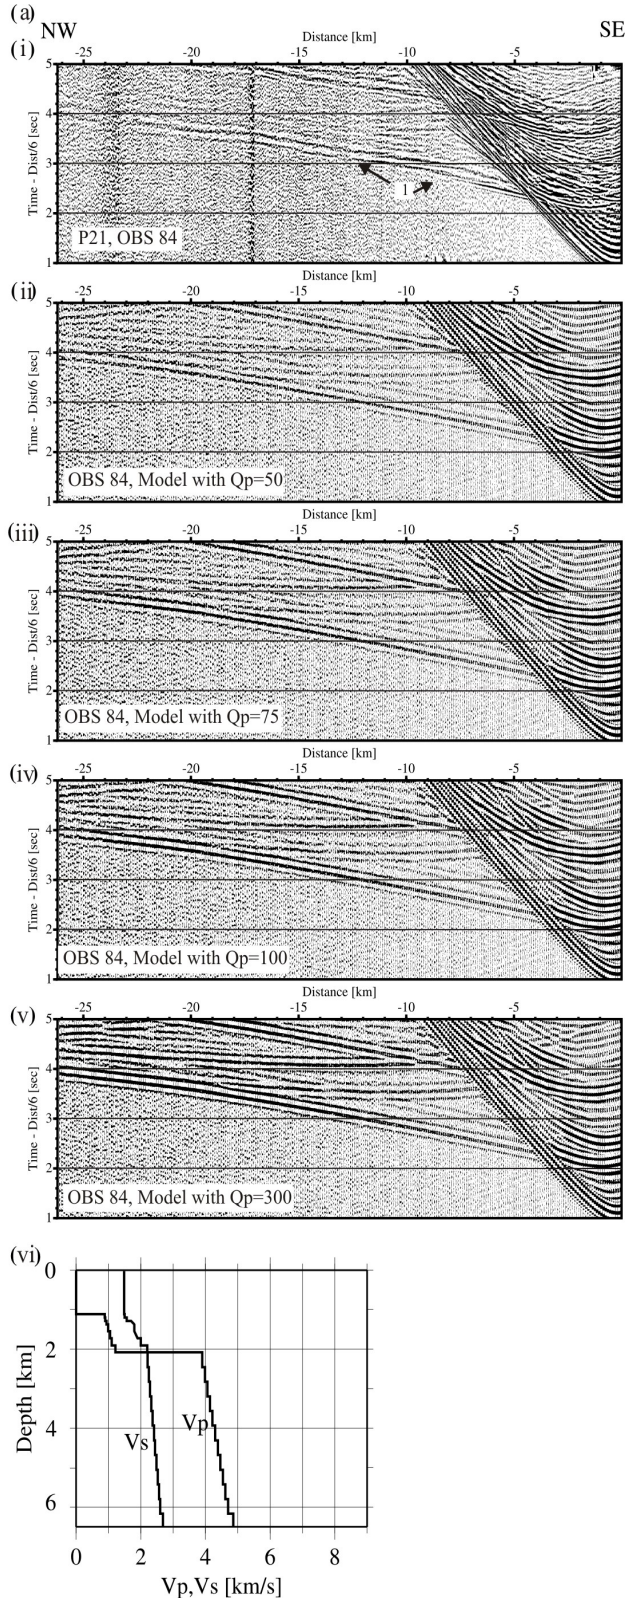 (a)
NW
SE
(i)
Distance [km]
-25 -20 -15 -10 -5
Time - Dist/6 [sec]
5
4
3
2
1
1
P21, OBS 84
(ii)
Distance [km]
-25 -20 -15 -10 -5
Time - Dist/6 [sec]
5
4
3
2
1
OBS 84, Model with Qp=50
(iii)
Distance [km]
-25 -20 -15 -10 -5
Time - Dist/6 [sec]
5
4
3
2
1
OBS 84, Model with Qp=75
(iv)
Distance [km]
-25 -20 -15 -10 -5
Time - Dist/6 [sec]
5
4
3
2
1
OBS 84, Model with Qp=100
(v)
Distance [km]
-25 -20 -15 -10 -5
Time - Dist/6 [sec]
5
4
3
2
1
OBS 84, Model with Qp=300
(vi)
Depth [km]
0
2
4
6
Vs
Vp
0 2 4 6 8
Vp,Vs [km/s]